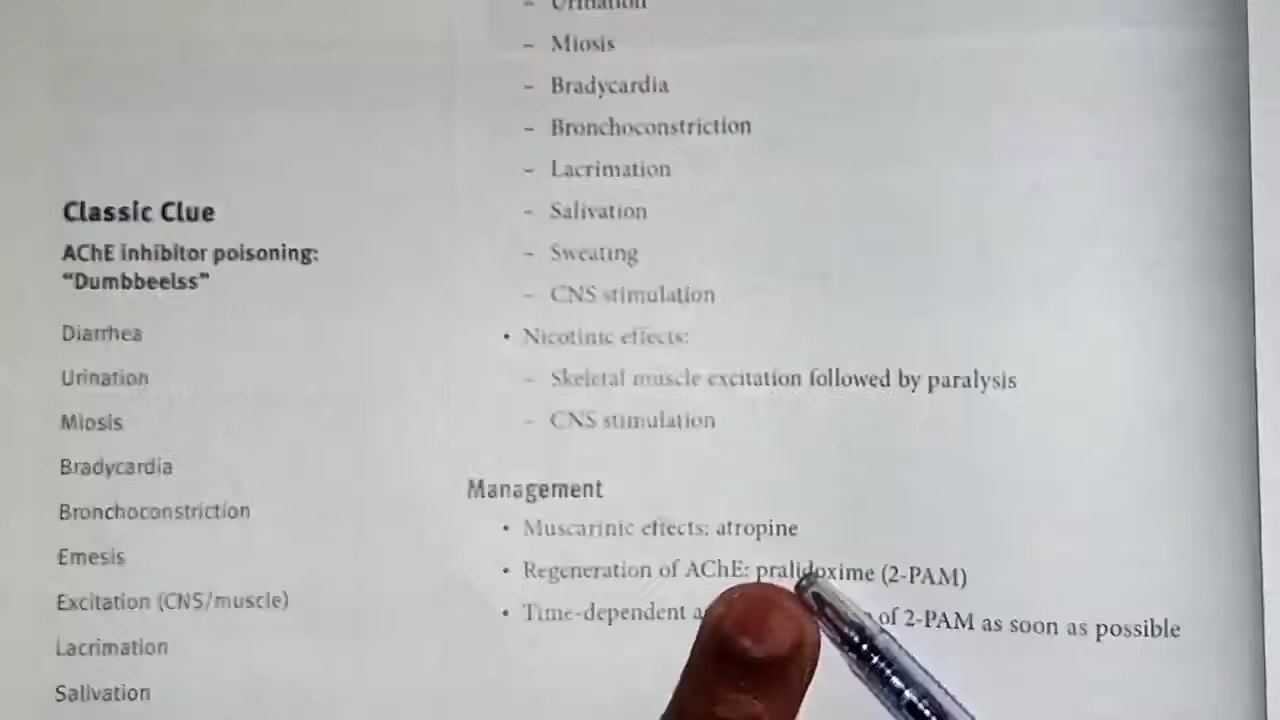 Urination
– Miosis
– Bradycardia
– Bronchoconstriction
– Lacrimation
– Salivation
– Sweating
– CNS stimulation
• Nicotinic effects:
– Skeletal muscle excitation followed by paralysis
– CNS stimulation
Management
• Muscarinic effects: atropine
• Regeneration of AChE: pralidoxime (2-PAM)
• Time-dependent of 2-PAM as soon as possible
Classic Clue
AChE inhibitor poisoning:
“Dumbbeelss”
Diarrhea
Urination
Miosis
Bradycardia
Bronchoconstriction
Emesis
Excitation (CNS/muscle)
Lacrimation
Salivation